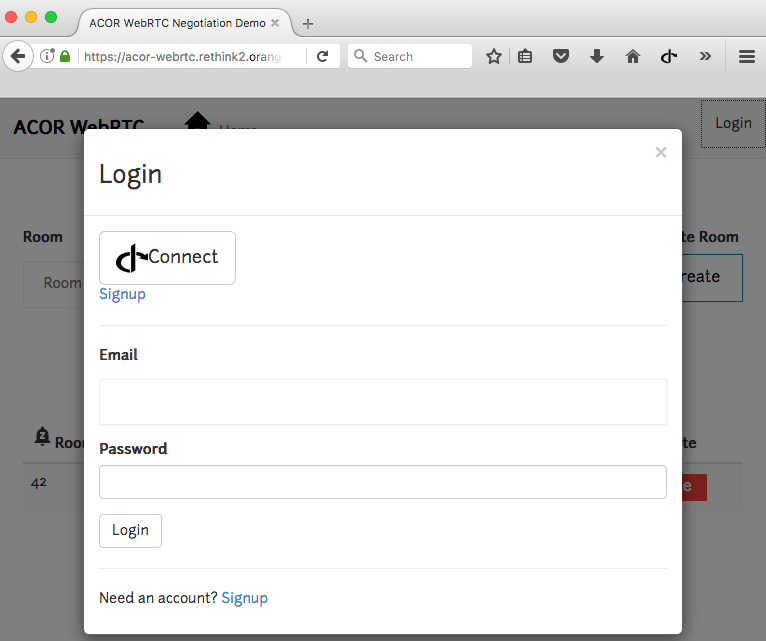 ACOR WebRTC Negotiation Demo
https://acor-webrtc.rethink2.orang
Search
ACOR WebRTC
Home
Login
Login
Connect
Signup
Room
te Room
Room
reate
Email
Password
Roo
te
42
e
Login
Need an account? Signup